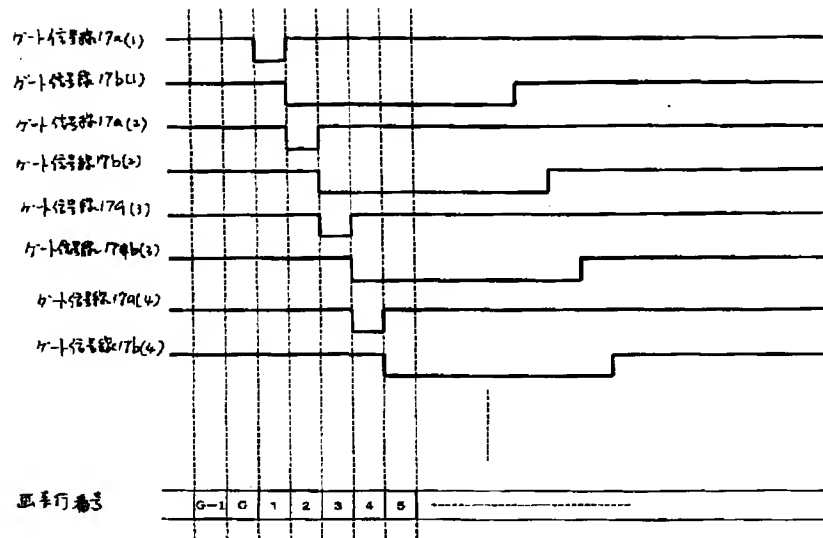 ゲート信号線17a(1)
ゲート信号線17b(1)
ゲート信号線17a(2)
ゲート信号線17b(2)
ゲート信号線17a(3)
ゲート信号線17b(3)
ゲート信号線17a(4)
ゲート信号線17b(4)
画素行番号 G-1 G 1 2 3 4 5